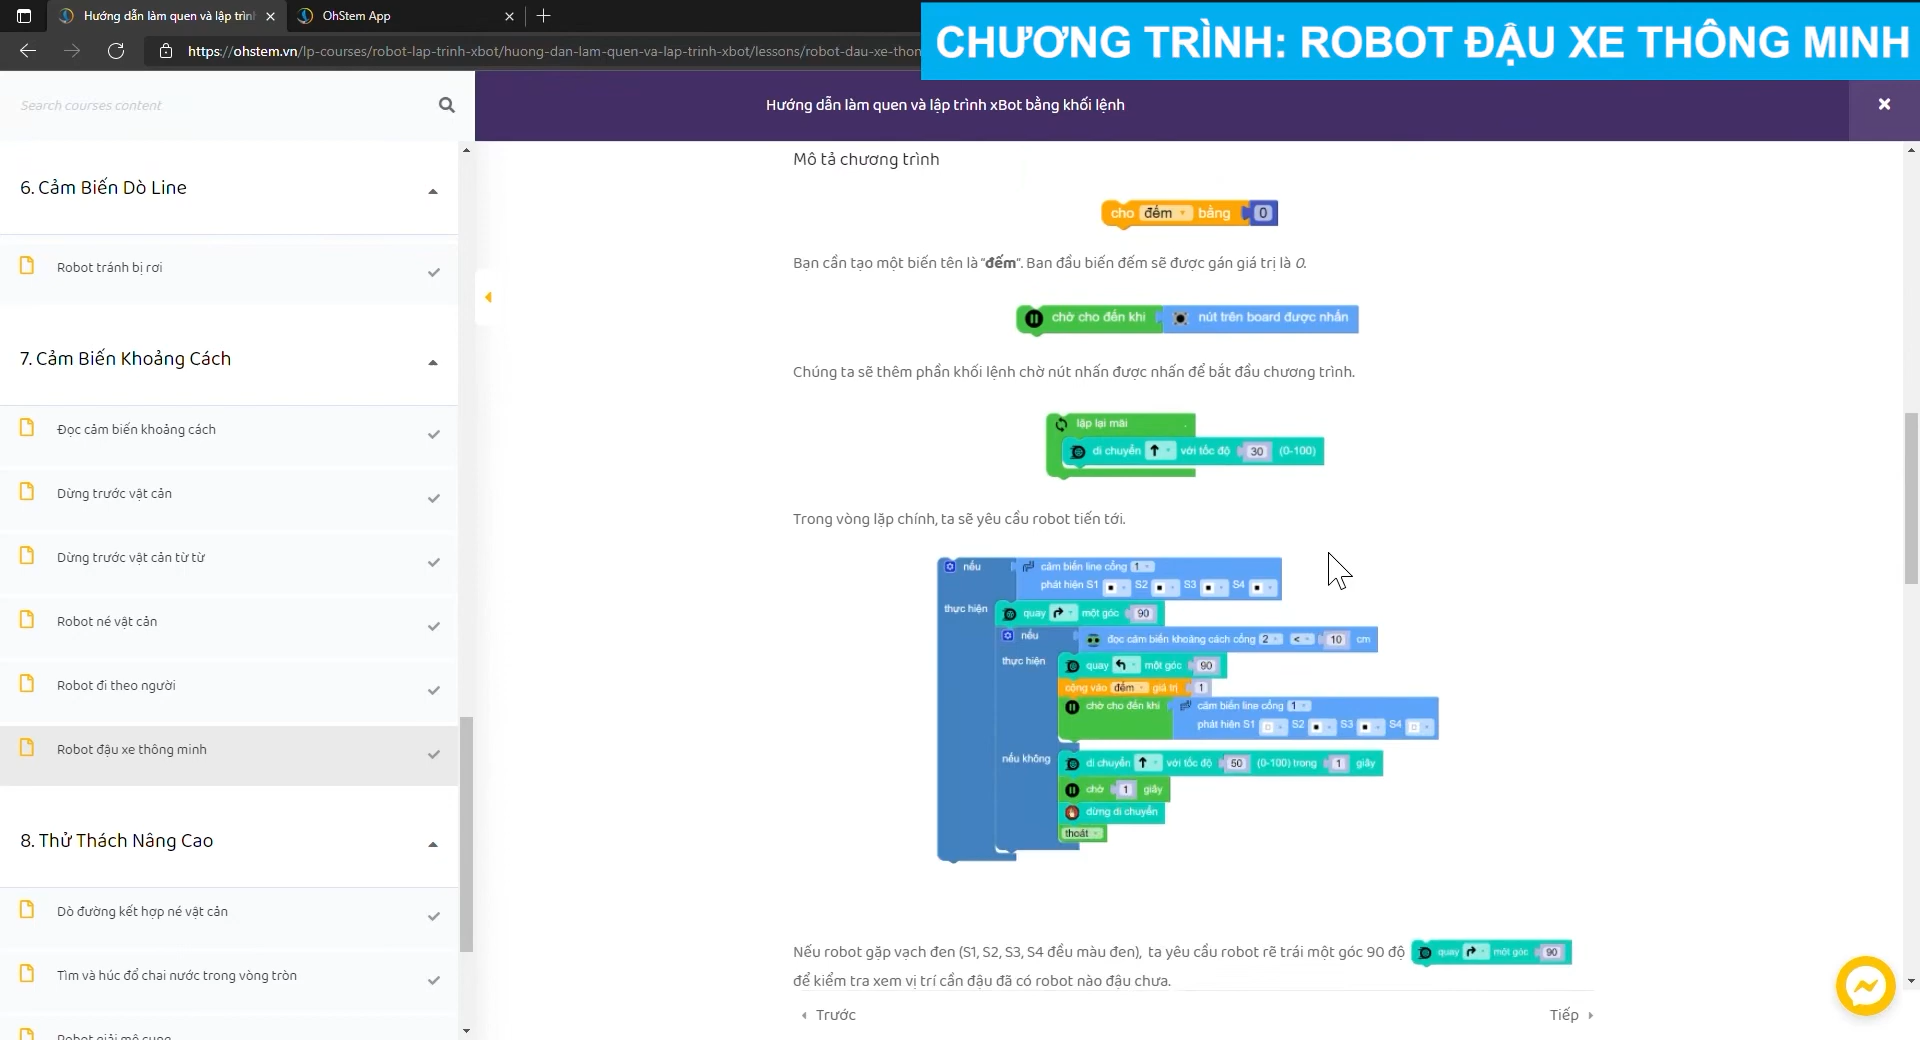 Hướng dẫn làm quen và lập trình
OhStem App
https://ohstem.vn/lp-courses/robot-lap-trinh-xbot/huong-dan-lam-quen-va-lap-trinh-xbot/lessons/robot-dau-xe-thon
CHƯƠNG TRÌNH: ROBOT ĐẬU XE THÔNG MINH
Search courses content
Hướng dẫn làm quen và lập trình xBot bằng khối lệnh
6. Cảm Biến Dò Line
Robot tránh bị rơi
7. Cảm Biến Khoảng Cách
Đọc cảm biến khoảng cách
Dừng trước vật cản
Dừng trước vật cản từ từ
Robot né vật cản
Robot đi theo người
Robot đậu xe thông minh
8. Thử Thách Nâng Cao
Dò đường kết hợp né vật cản
Tìm và húc đổ chai nước trong vòng tròn
Robot giải mê cung
Mô tả chương trình
cho đếm bằng 0
Bạn cần tạo một biến tên là “đếm“. Ban đầu biến đếm sẽ được gán giá trị là 0.
chờ cho đến khi nút trên board được nhấn
Chúng ta sẽ thêm phần khối lệnh chờ nút nhấn được nhấn để bắt đầu chương trình.
lặp lại mãi
di chuyển với tốc độ 30 (0-100)
Trong vòng lặp chính, ta sẽ yêu cầu robot tiến tới.
nếu cảm biến line cổng 1
phát hiện S1 S2 S3 S4
thực hiện quay một góc 90
nếu đọc cảm biến khoảng cách cổng 2 < 10 cm
thực hiện quay một góc 90
cộng vào đếm giá trị 1
chờ cho đến khi cảm biến line cổng 1
phát hiện S1 S2 S3 S4
nếu không di chuyển với tốc độ 50 (0-100) trong 1 giây
chờ 1 giây
dừng di chuyển
thoát
Nếu robot gặp vạch đen (S1, S2, S3, S4 đều màu đen), ta yêu cầu robot rẽ trái một góc 90 độ quay một góc 90
để kiểm tra xem vị trí cần đậu đã có robot nào đậu chưa.
Trước
Tiếp